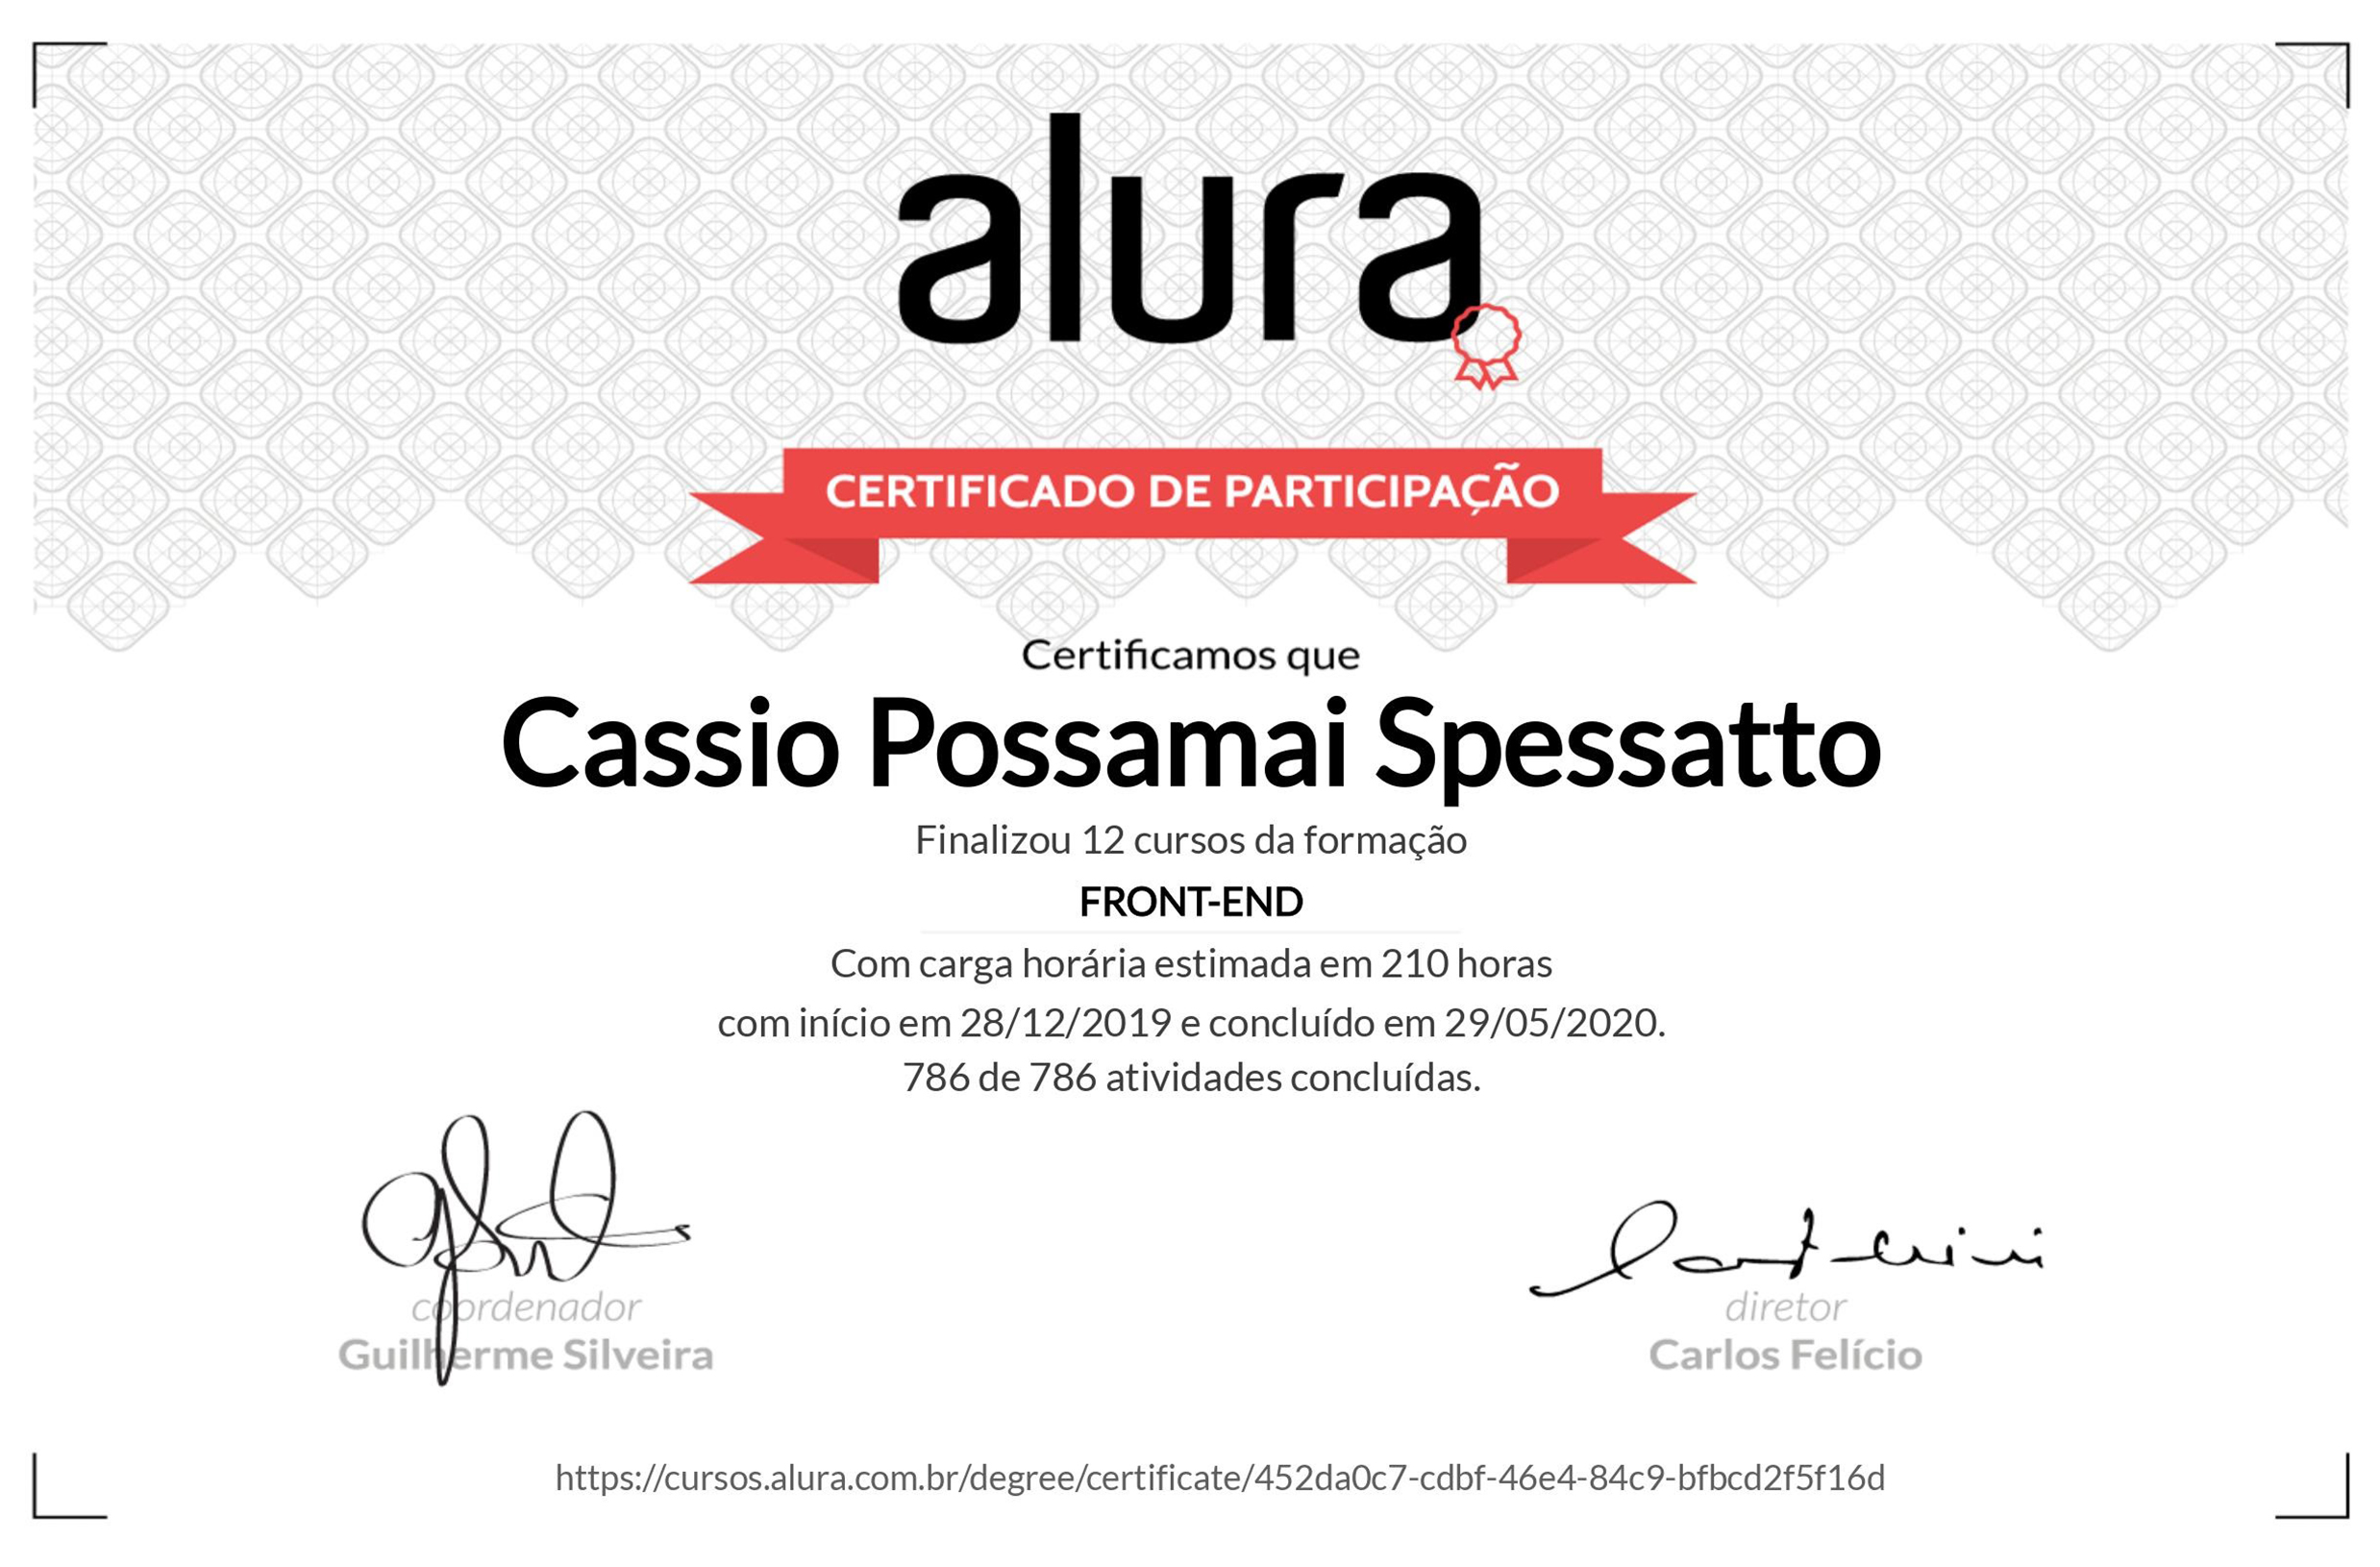 alura
CERTIFICADO DE PARTICIPAÇÃO
Certificamos que
Cassio Possamai Spessatto
Finalizou 12 cursos da formação
FRONT-END
Com carga horária estimada em 210 horas
com início em 28/12/2019 e concluído em 29/05/2020.
786 de 786 atividades concluídas.
coordenador
Guilherme Silveira
diretor
Carlos Felício
https://cursos.alura.com.br/degree/certificate/452da0c7-cdbf-46e4-84c9-bfbcd2f5f16d